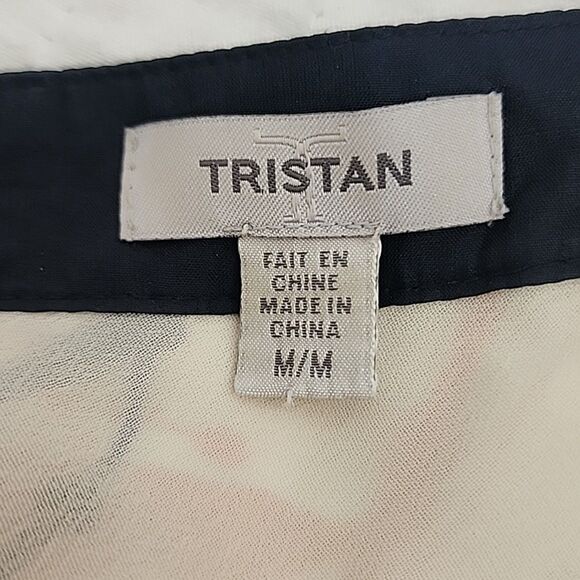 TRISTAN
FAIT EN
CHINE
MADE IN
CHINA
M/M